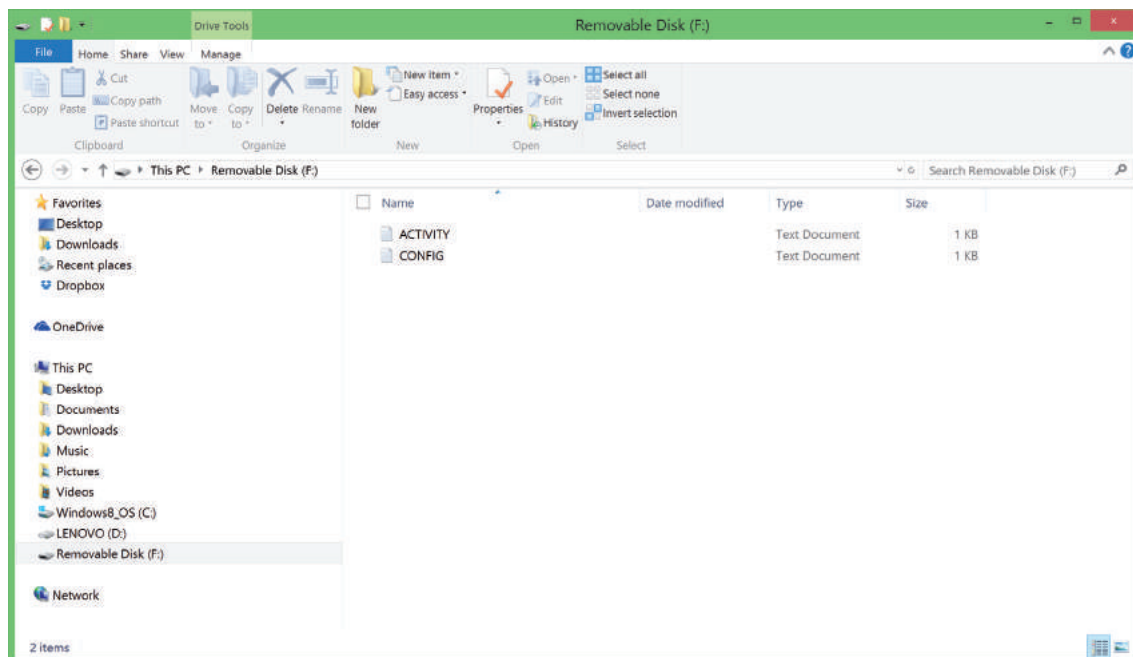 Drive Tools Removable Disk (F:)
File Home Share View Manage
Copy Paste Cut Copy path Paste shortcut Move to Copy to Delete Rename New folder New item Easy access Properties Open Edit History Select all Select none Invert selection
Clipboard Organize New Open Select
This PC Removable Disk (F:) Search Removable Disk (F:)
Favorites
Desktop
Downloads
Recent places
Dropbox
OneDrive
This PC
Desktop
Documents
Downloads
Music
Pictures
Videos
Windows8_OS (C:)
LENOVO (D:)
Removable Disk (F:)
Network
Name Date modified Type Size
ACTIVITY Text Document 1 KB
CONFIG Text Document 1 KB
2 items